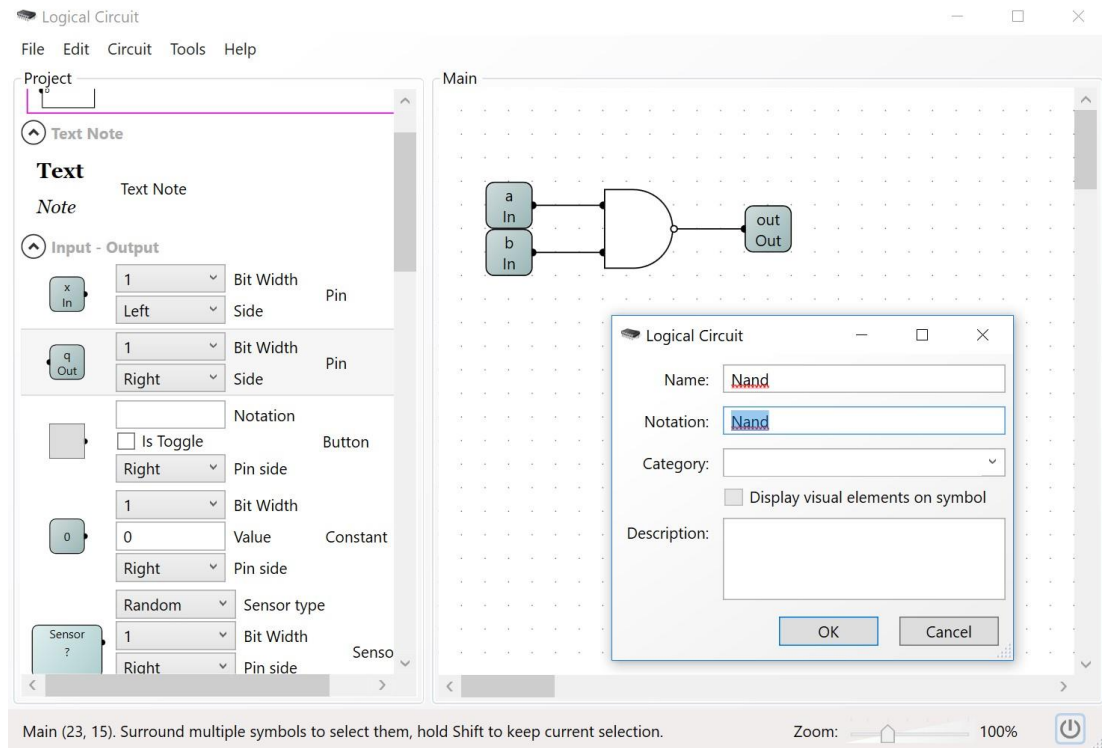 Logical Circuit
File Edit Circuit Tools Help
Project
D
Text Note
Text
Note
Text Note
Input - Output
x
In
1
Bit Width
Left
Side
Pin
q
Out
1
Bit Width
Right
Side
Pin
Notation
Is Toggle
Right
Pin side
Button
0
1
Bit Width
0
Value
Right
Pin side
Constant
Sensor
?
Random
Sensor type
1
Bit Width
Right
Pin side
Senso
Main
a
In
b
In
out
Out
Logical Circuit
Name: Nand
Notation: Nand
Category:
Display visual elements on symbol
Description:
OK Cancel
Main (23, 15). Surround multiple symbols to select them, hold Shift to keep current selection. Zoom: 100%